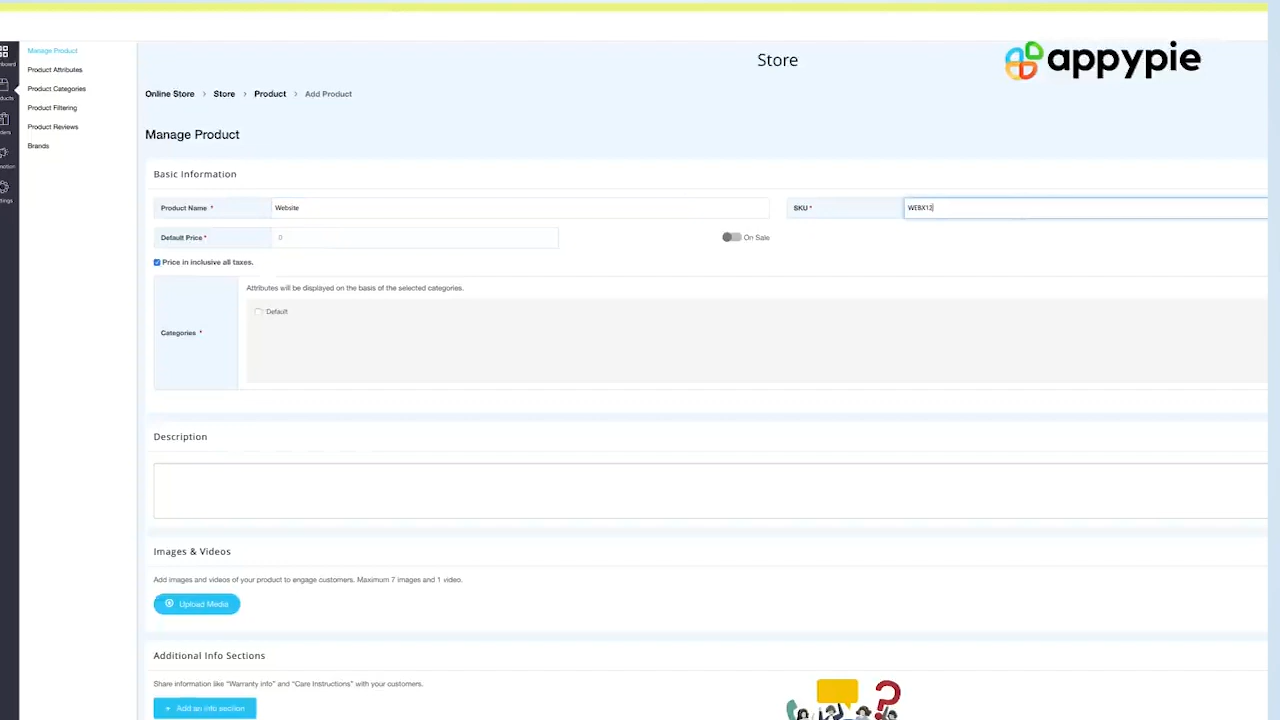 Manage Product
Product Attributes
Product Categories
Product Filtering
Product Reviews
Brands
Store
appypie
Online Store > Store > Product > Add Product
Manage Product
Basic Information
Product Name * Website SKU * WEBX12
Default Price * 0 On Sale
Price in inclusive all taxes.
Attributes will be displayed on the basis of the selected categories.
Default
Categories *
Description
Images & Videos
Add images and videos of your product to engage customers. Maximum 7 images and 1 video.
Upload Media
Additional Info Sections
Share information like "Warranty info" and "Care Instructions" with your customers.
+ Add an info section
?